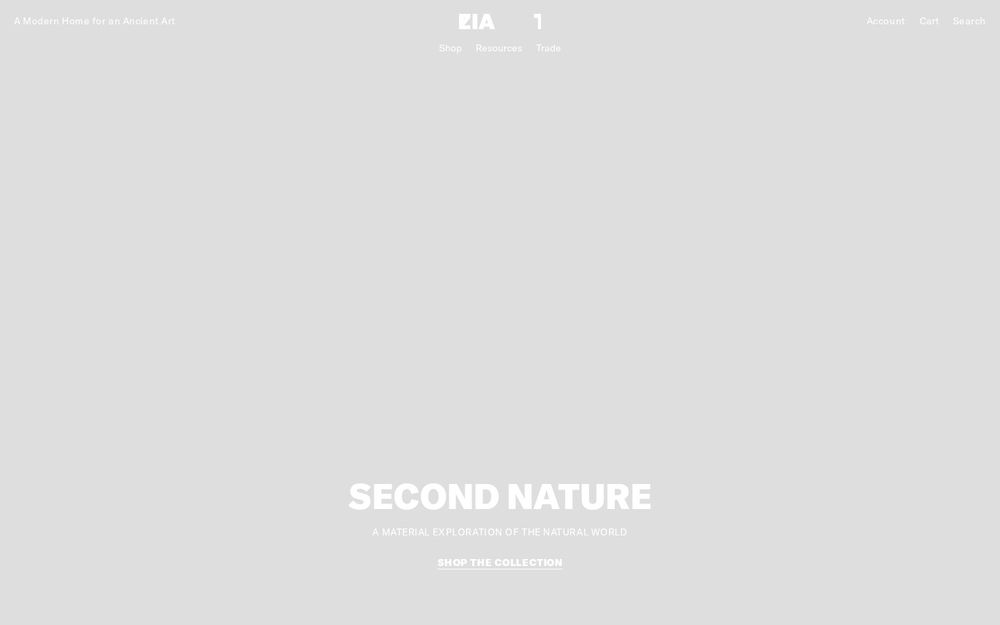 A Modern Home for an Ancient Art
Account Cart Search
Shop Resources Trade
SECOND NATURE
A MATERIAL EXPLORATION OF THE NATURAL WORLD
SHOP THE COLLECTION